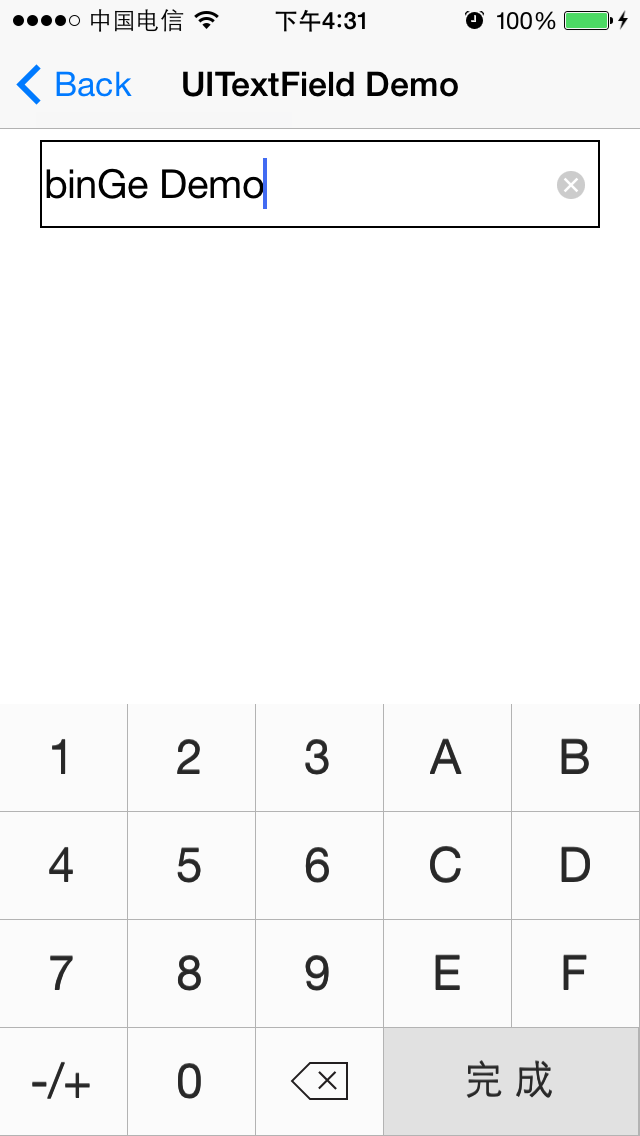 中国电信 下午4:31 100%
Back UITextField Demo
binGe Demo
1 2 3 A B
4 5 6 C D
7 8 9 E F
-/+ 0 完成